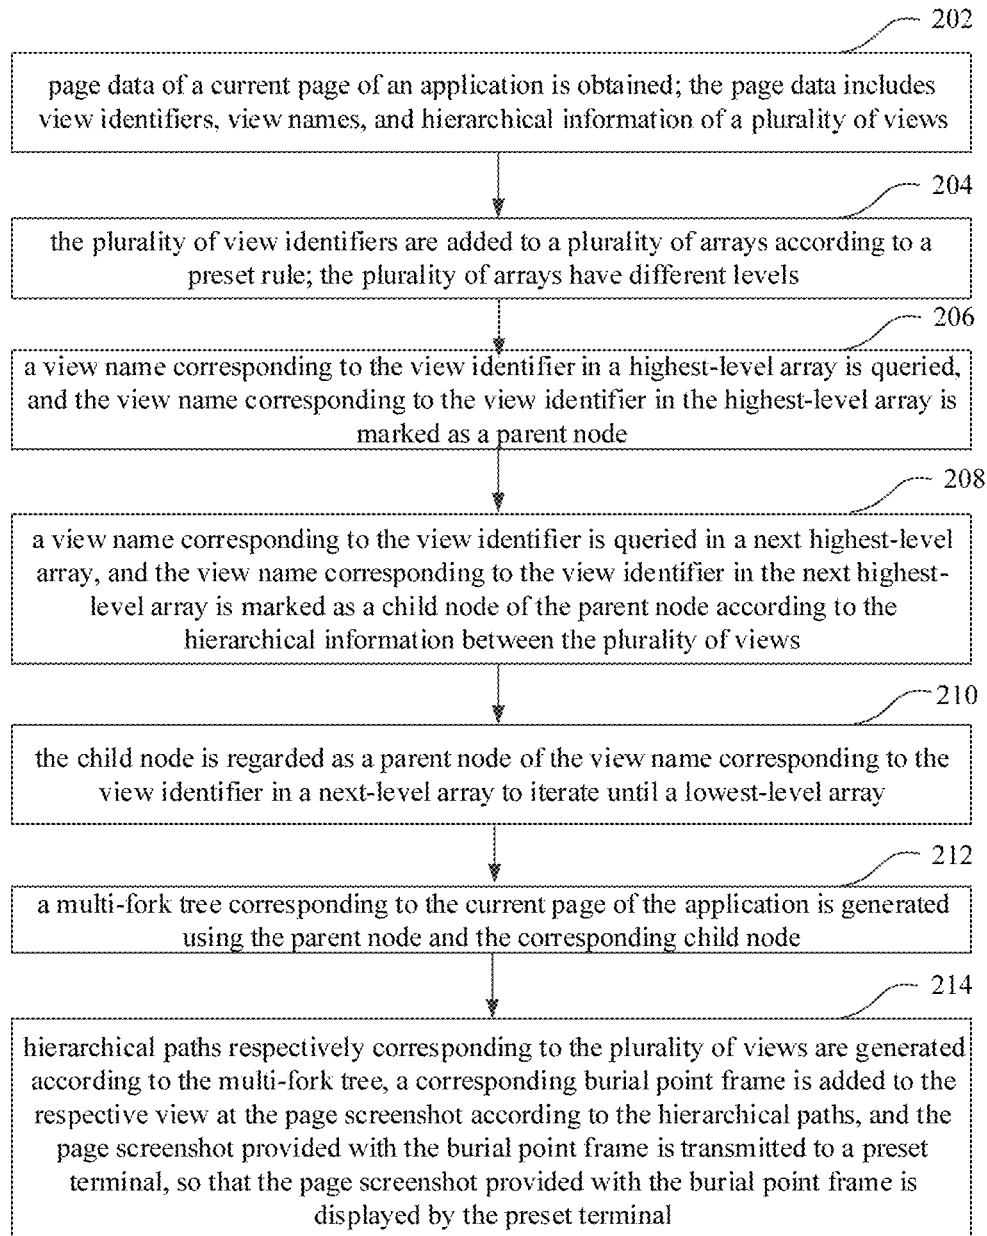 202
page data of a current page of an application is obtained; the page data includes
view identifiers, view names, and hierarchical information of a plurality of views
204
the plurality of view identifiers are added to a plurality of arrays according to a
preset rule; the plurality of arrays have different levels
206
a view name corresponding to the view identifier in a highest-level array is queried,
and the view name corresponding to the view identifier in the highest-level array is
marked as a parent node
208
a view name corresponding to the view identifier is queried in a next highest-level
array, and the view name corresponding to the view identifier in the next highest-
level array is marked as a child node of the parent node according to the
hierarchical information between the plurality of views
210
the child node is regarded as a parent node of the view name corresponding to the
view identifier in a next-level array to iterate until a lowest-level array
212
a multi-fork tree corresponding to the current page of the application is generated
using the parent node and the corresponding child node
214
hierarchical paths respectively corresponding to the plurality of views are generated
according to the multi-fork tree, a corresponding burial point frame is added to the
respective view at the page screenshot according to the hierarchical paths, and the
page screenshot provided with the burial point frame is transmitted to a preset
terminal, so that the page screenshot provided with the burial point frame is
displayed by the preset terminal